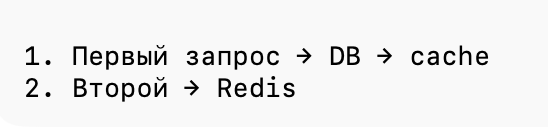 1. Первый запрос → DB → cache
2. Второй → Redis